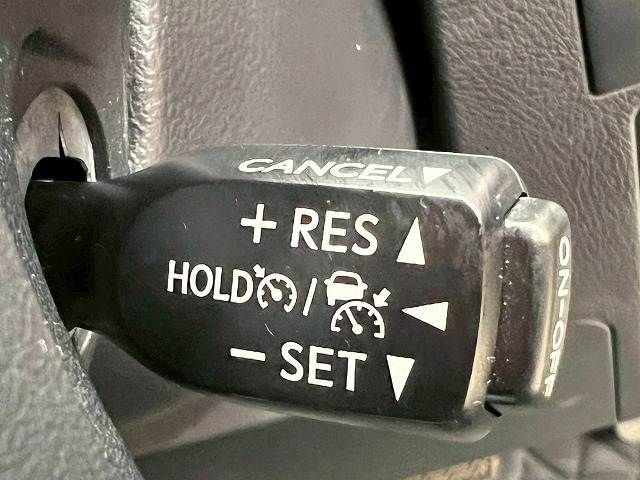 CANCEL
+ RES
HOLD /
− SET
ON-OFF